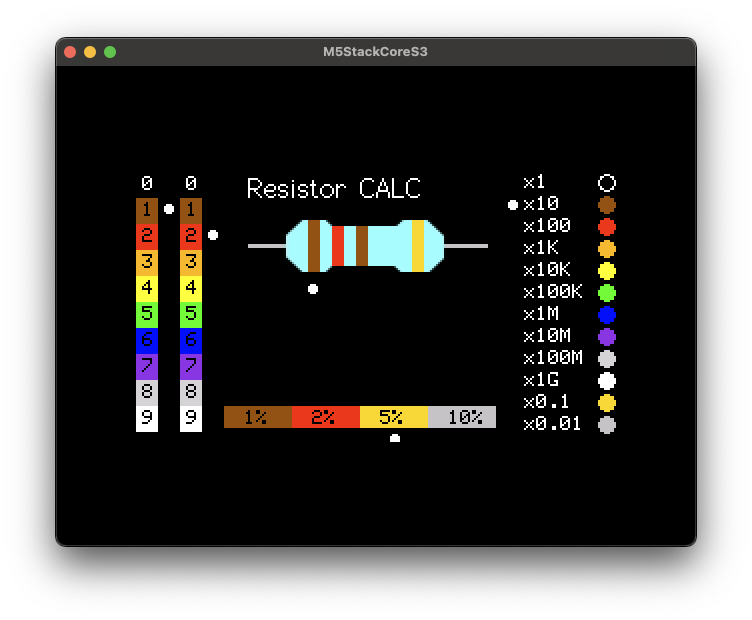 M5StackCoreS3
Resistor CALC
0 0
1 1
2 2
3 3
4 4
5 5
6 6
7 7
8 8
9 9
1% 2% 5% 10%
x1
x10
x100
x1K
x10K
x100K
x1M
x10M
x100M
x1G
x0.1
x0.01